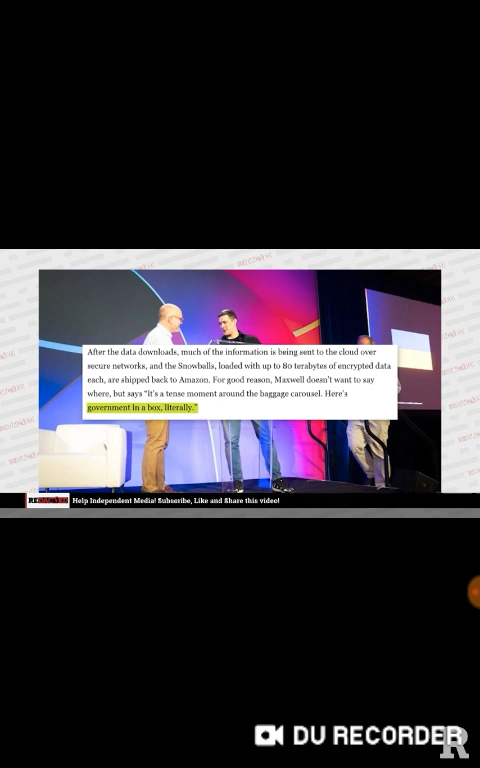 After the data downloads, much of the information is being sent to the cloud over
secure networks, and the Snowballs, loaded with up to 80 terabytes of encrypted data
each, are shipped back to Amazon. For good reason, Maxwell doesn't want to say
where, but says "it's a tense moment around the baggage carousel. Here's
government in a box, literally."
REDACTED Help Independent Media! Subscribe, Like and Share this video!
DU RECORDER
R